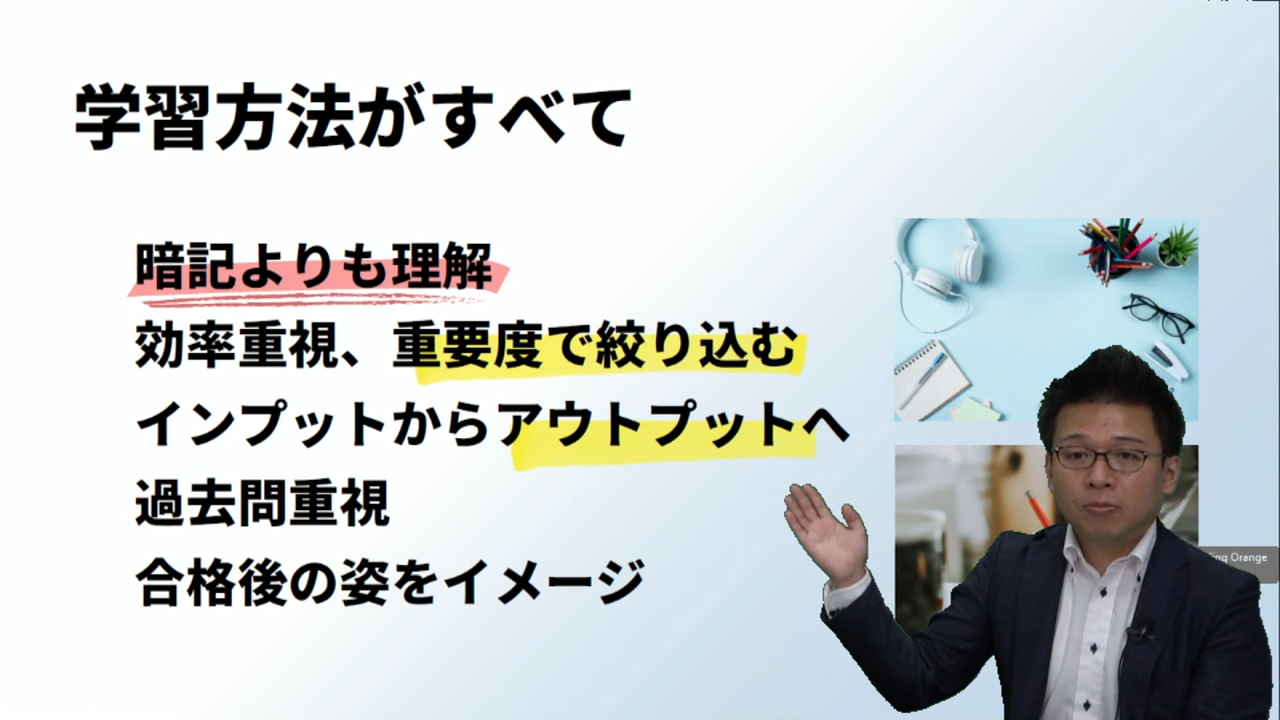 学習方法がすべて
暗記よりも理解
効率重視、重要度で絞り込む
インプットからアウトプットへ
過去問重視
合格後の姿をイメージ
Orange